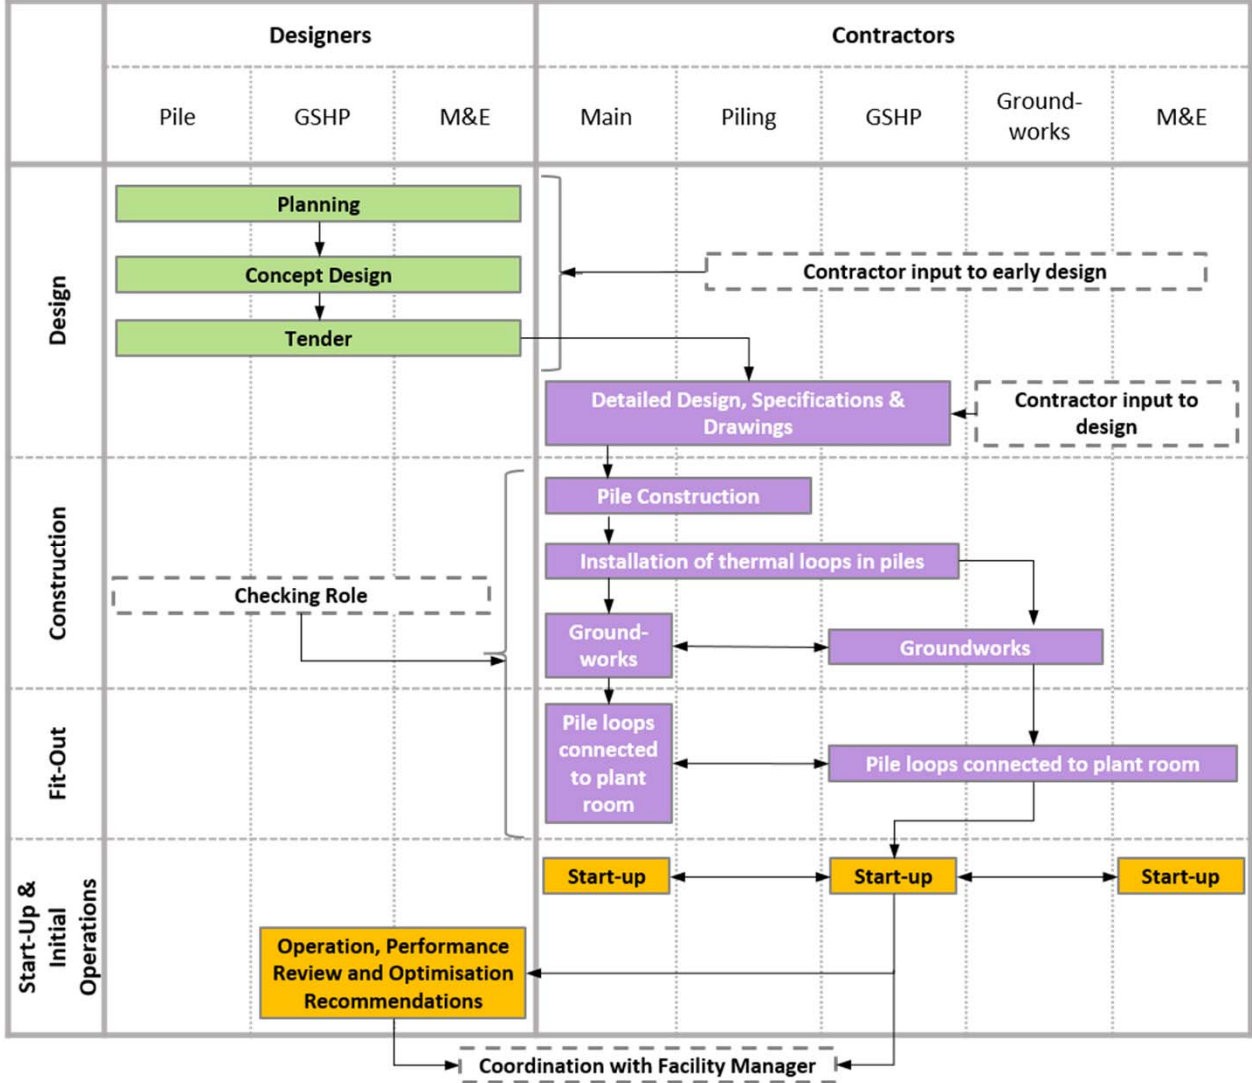 Designers
Contractors
Pile
GSHP
M&E
Main
Piling
GSHP
Ground-
works
M&E
Design
Planning
Concept Design
Tender
Contractor input to early design
Detailed Design, Specifications &
Drawings
Contractor input to
design
Construction
Pile Construction
Installation of thermal loops in piles
Checking Role
Ground-
works
Groundworks
Fit-Out
Pile loops
connected
to plant
room
Pile loops connected to plant room
Start-Up &
Initial
Operations
Start-up
Start-up
Start-up
Operation, Performance
Review and Optimisation
Recommendations
Coordination with Facility Manager